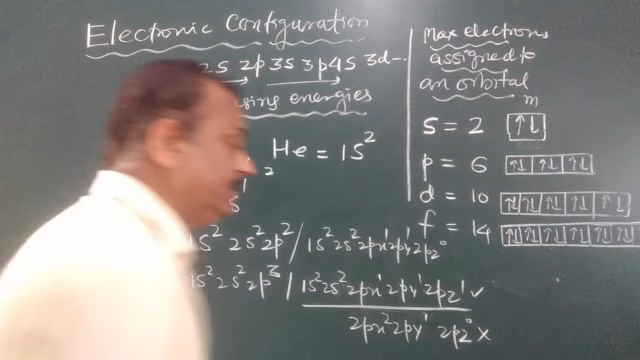 Electronic Configuration
2S 2p 3S 3p 4S 3d--
energies
He = 1S²
2
1S² 2S² 2p² / 1S² 2S² 2px¹ 2py¹ 2pz⁰
1S² 2S² 2p³ / 1S² 2S² 2px¹ 2py¹ 2pz¹ ✓
2px² 2py¹ 2pz⁰ ×
Max electrons
assigned to
an orbital
m
S = 2 ↑↓
p = 6 ↑↓ ↑↓ ↑↓
d = 10 ↑↓ ↑↓ ↑↓ ↑↓ ↑↓
f = 14 ↑↓ ↑↓ ↑↓ ↑↓ ↑↓ ↑↓ ↑↓